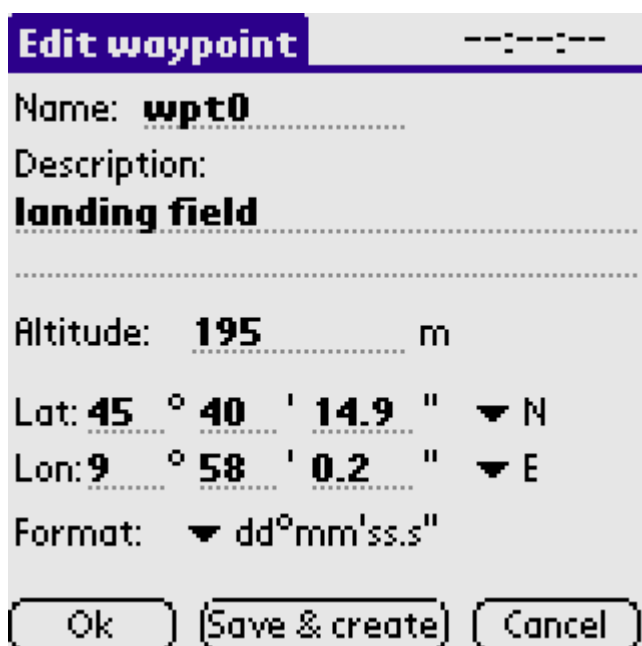 Edit waypoint --:--:--
Name: wpt0
Description:
landing field
Altitude: 195 m
Lat: 45 ° 40 ' 14.9 " N
Lon: 9 ° 58 ' 0.2 " E
Format: dd°mm'ss.s"
Ok Save & create Cancel